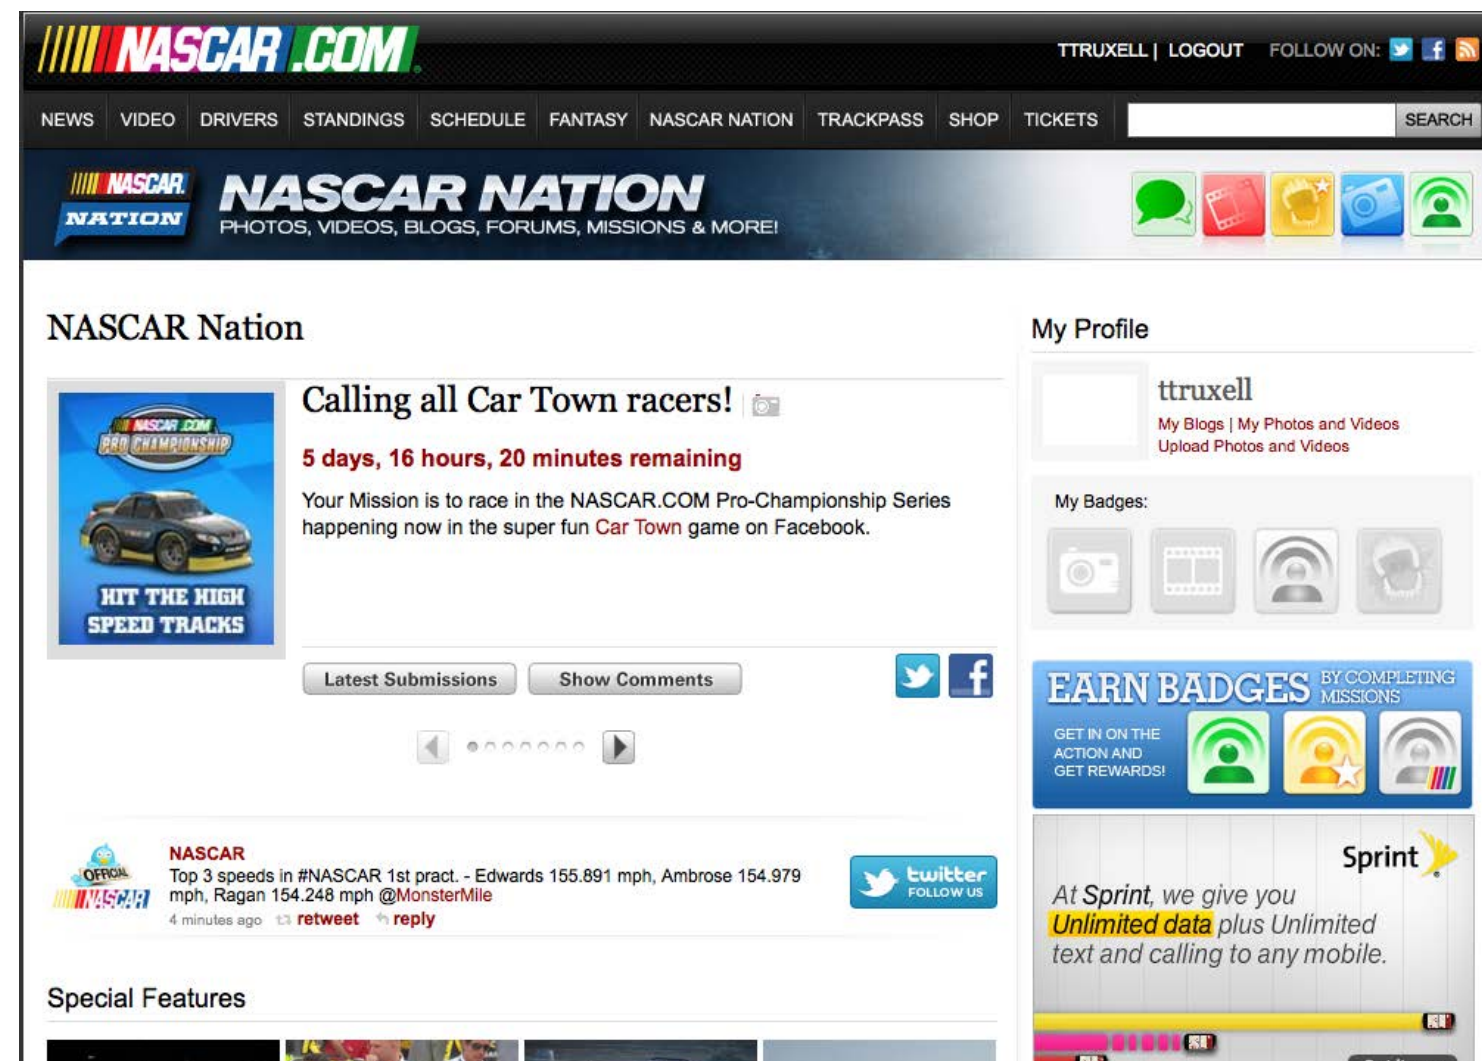 NASCAR.COM
TTRUXELL | LOGOUT FOLLOW ON:
NEWS VIDEO DRIVERS STANDINGS SCHEDULE FANTASY NASCAR NATION TRACKPASS SHOP TICKETS SEARCH
NASCAR
NATION
NASCAR NATION
PHOTOS, VIDEOS, BLOGS, FORUMS, MISSIONS & MORE!
NASCAR Nation
NASCAR.COM
PRO CHAMPIONSHIP
HIT THE HIGH
SPEED TRACKS
Calling all Car Town racers!
5 days, 16 hours, 20 minutes remaining
Your Mission is to race in the NASCAR.COM Pro-Championship Series
happening now in the super fun Car Town game on Facebook.
Latest Submissions Show Comments
OFFICIAL
NASCAR
NASCAR
Top 3 speeds in #NASCAR 1st pract. - Edwards 155.891 mph, Ambrose 154.979
mph, Ragan 154.248 mph @MonsterMile
4 minutes ago retweet reply
twitter
FOLLOW US
Special Features
My Profile
ttruxell
My Blogs | My Photos and Videos
Upload Photos and Videos
My Badges:
EARN BADGES BY COMPLETING
MISSIONS
GET IN ON THE
ACTION AND
GET REWARDS!
Sprint
At Sprint, we give you
Unlimited data plus Unlimited
text and calling to any mobile.